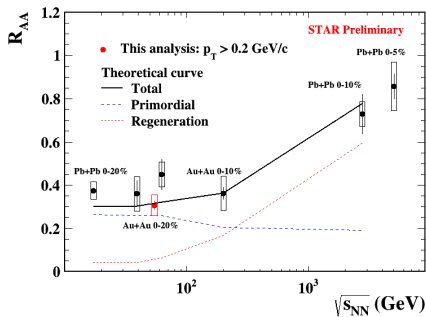 R_AA
1.2
1
0.8
0.6
0.4
0.2
0
STAR Preliminary
This analysis: p_T > 0.2 GeV/c
Theoretical curve
Total
Primordial
Regeneration
Pb+Pb 0-5%
Pb+Pb 0-10%
Pb+Pb 0-20%
Au+Au 0-10%
Au+Au 0-20%
10²
10³
√s_NN (GeV)